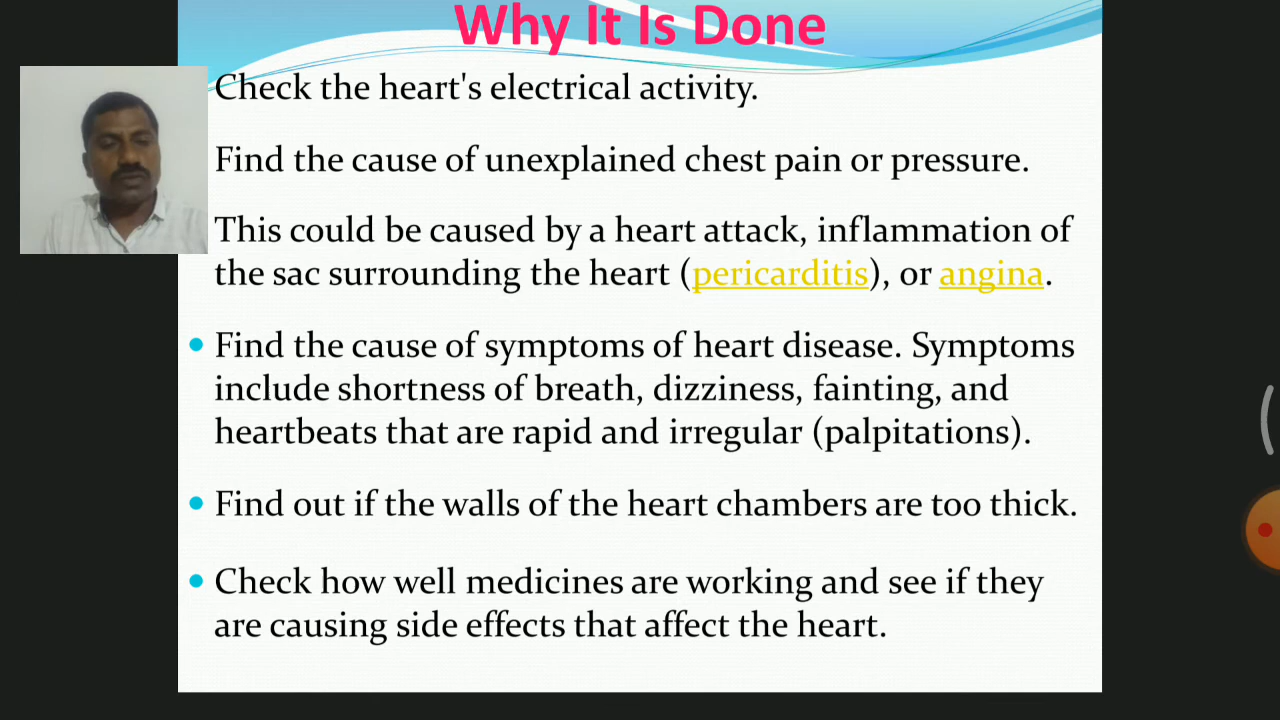 Why It Is Done
Check the heart's electrical activity.
Find the cause of unexplained chest pain or pressure.
This could be caused by a heart attack, inflammation of
the sac surrounding the heart (pericarditis), or angina.
• Find the cause of symptoms of heart disease. Symptoms
include shortness of breath, dizziness, fainting, and
heartbeats that are rapid and irregular (palpitations).
• Find out if the walls of the heart chambers are too thick.
• Check how well medicines are working and see if they
are causing side effects that affect the heart.